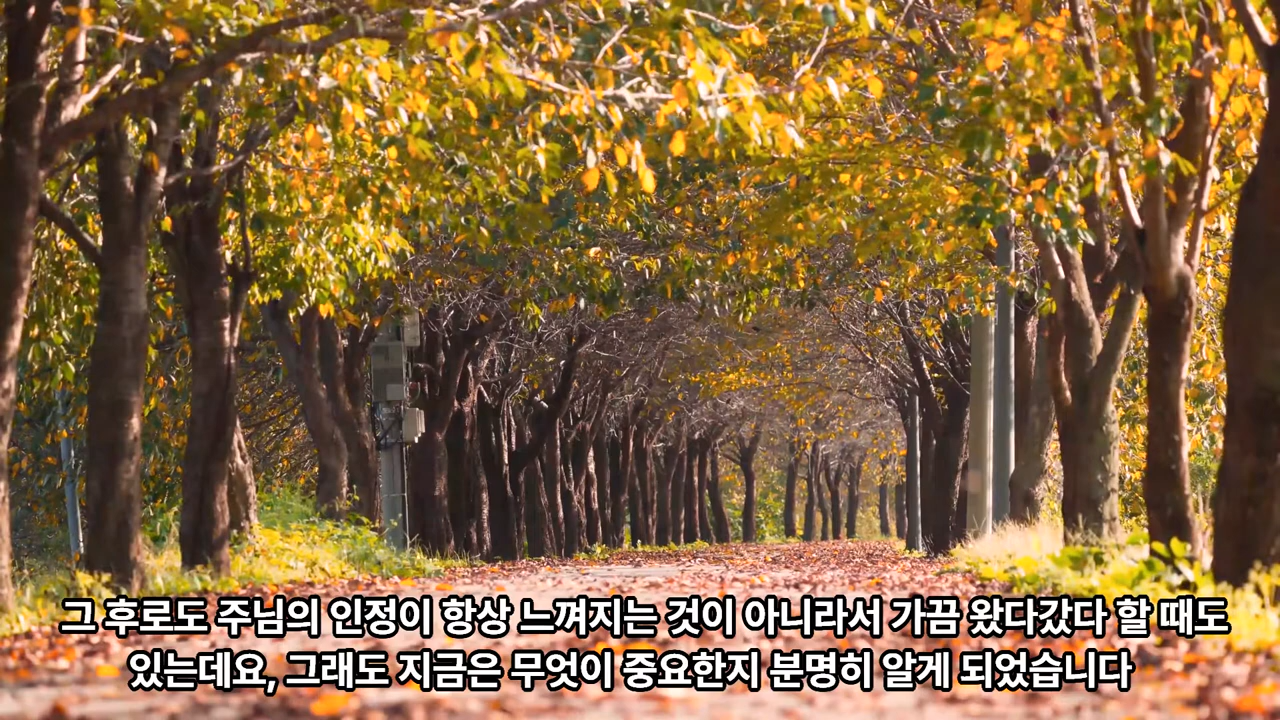 그 후로도 주님의 인정이 항상 느껴지는 것이 아니라서 가끔 왔다갔다 할 때도
있는데요, 그래도 지금은 무엇이 중요한지 분명히 알게 되었습니다